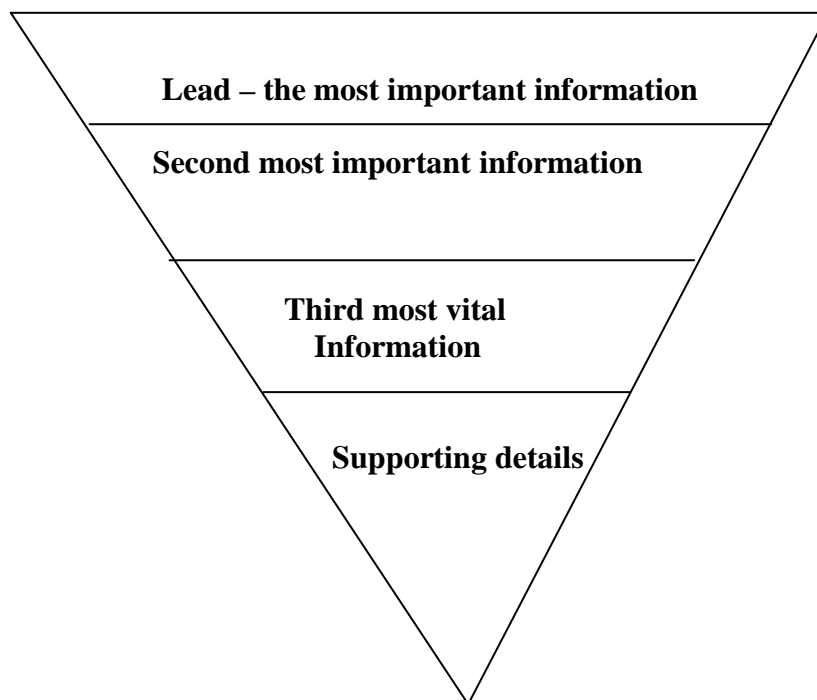 Lead – the most important information
Second most important information
Third most vital
Information
Supporting details